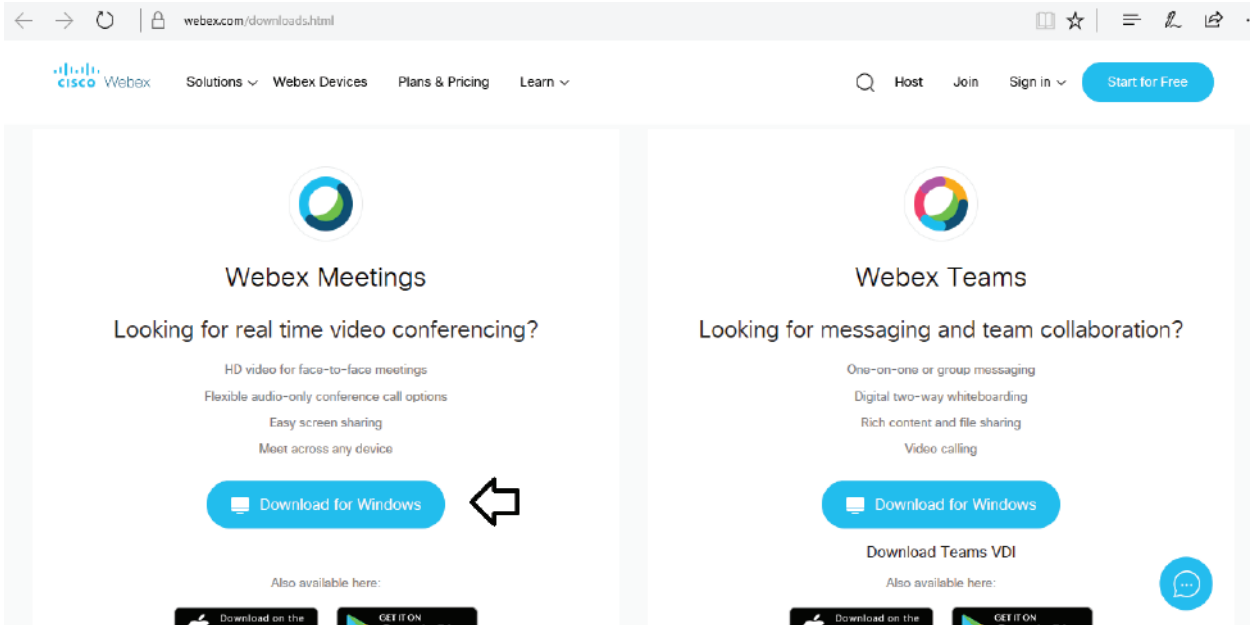 webex.com/downloads.html
cisco Webex Solutions Webex Devices Plans & Pricing Learn Host Join Sign in Start for Free
Webex Meetings
Looking for real time video conferencing?
HD video for face-to-face meetings
Flexible audio-only conference call options
Easy screen sharing
Meet across any device
Download for Windows
Also available here:
Download on the
GET IT ON
Webex Teams
Looking for messaging and team collaboration?
One-on-one or group messaging
Digital two-way whiteboarding
Rich content and file sharing
Video calling
Download for Windows
Download Teams VDI
Also available here:
Download on the
GET IT ON